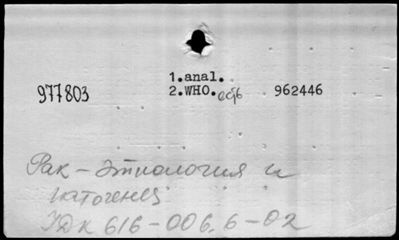 1.anal.
977803 2.WHO. 962446
Рак – Этиология и
патогенез
УДК 616-006.6-02